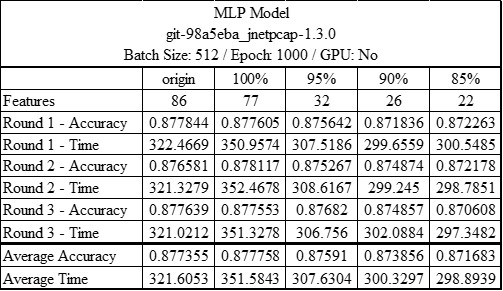 MLP Model
git-98a5eba_jnetpcap-1.3.0
Batch Size: 512 / Epoch: 1000 / GPU: No
origin 100% 95% 90% 85%
Features 86 77 32 26 22
Round 1 - Accuracy 0.877844 0.877605 0.875642 0.871836 0.872263
Round 1 - Time 322.4669 350.9574 307.5186 299.6559 300.5485
Round 2 - Accuracy 0.876581 0.878117 0.875267 0.874874 0.872178
Round 2 - Time 321.3279 352.4678 308.6167 299.245 298.7851
Round 3 - Accuracy 0.877639 0.877553 0.87682 0.874857 0.870608
Round 3 - Time 321.0212 351.3278 306.756 302.0884 297.3482
Average Accuracy 0.877355 0.877758 0.87591 0.873856 0.871683
Average Time 321.6053 351.5843 307.6304 300.3297 298.8939